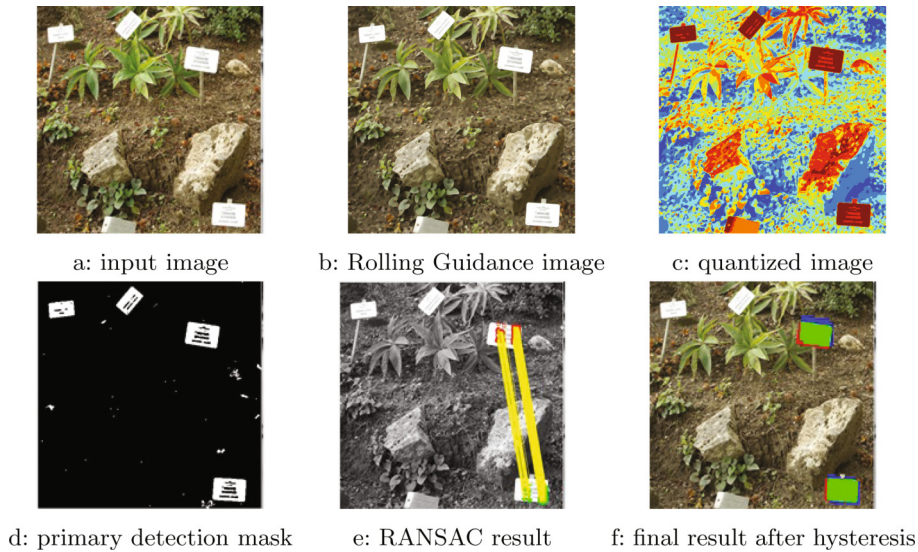 a: input image
b: Rolling Guidance image
c: quantized image
d: primary detection mask
e: RANSAC result
f: final result after hysteresis